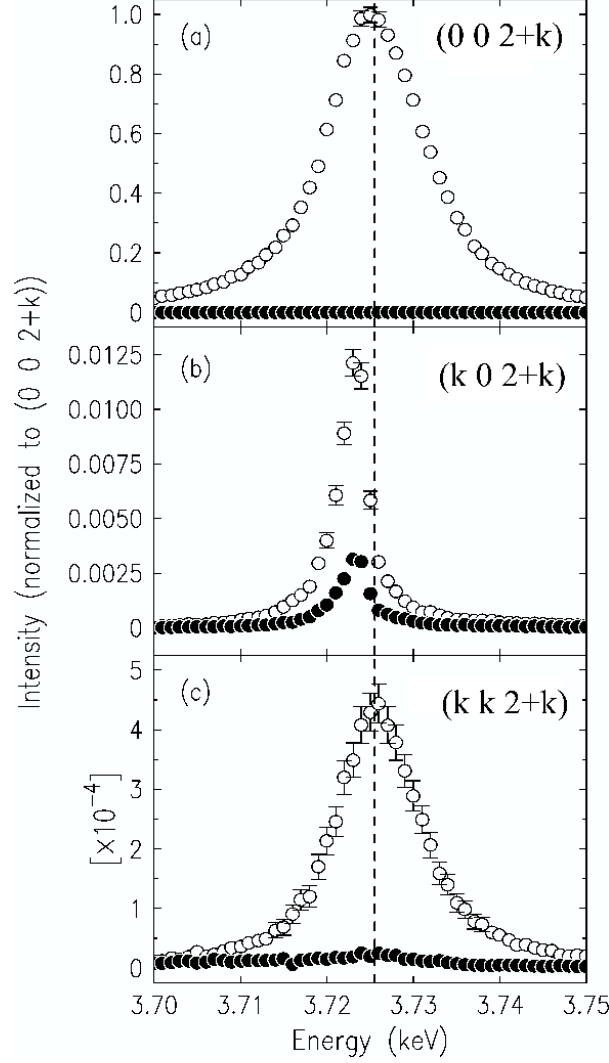 Intensity (normalized to (0 0 2+k))
(a)
(0 0 2+k)
1.0
0.8
0.6
0.4
0.2
0
(b)
(k 0 2+k)
0.0125
0.0100
0.0075
0.0050
0.0025
0
(c)
(k k 2+k)
[×10⁻⁴]
5
4
3
2
1
0
3.70 3.71 3.72 3.73 3.74 3.75
Energy (keV)